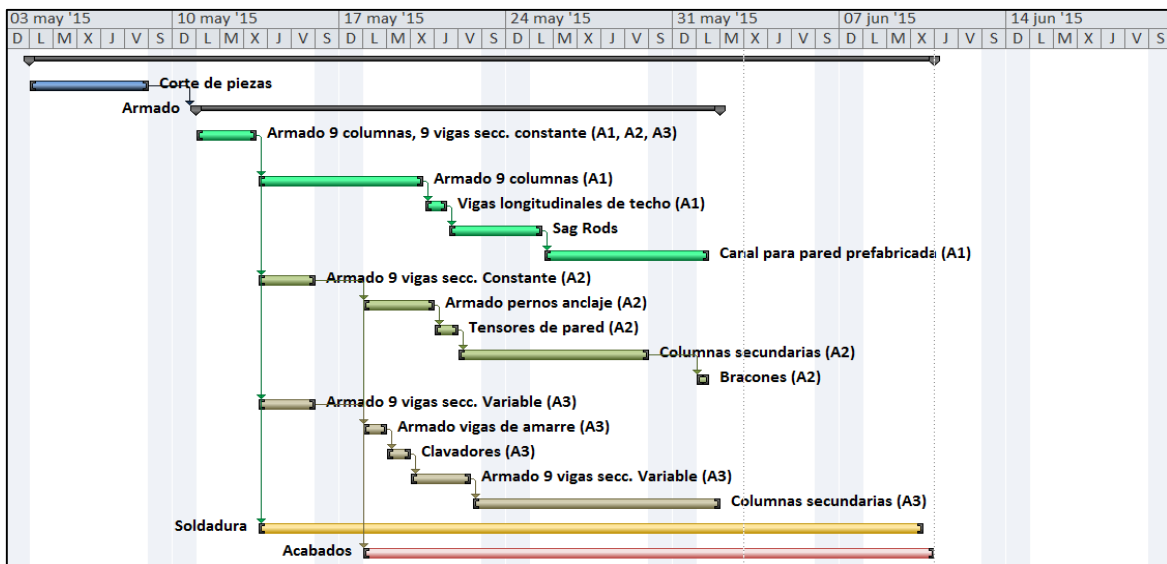 03 may '15 10 may '15 17 may '15 24 may '15 31 may '15 07 jun '15 14 jun '15
D L M X J V S D L M X J V S D L M X J V S D L M X J V S D L M X J V S D L M X J V S D L M X J V S
Corte de piezas
Armado
Armado 9 columnas, 9 vigas secc. constante (A1, A2, A3)
Armado 9 columnas (A1)
Vigas longitudinales de techo (A1)
Sag Rods
Canal para pared prefabricada (A1)
Armado 9 vigas secc. Constante (A2)
Armado pernos anclaje (A2)
Tensores de pared (A2)
Columnas secundarias (A2)
Bracones (A2)
Armado 9 vigas secc. Variable (A3)
Armado vigas de amarre (A3)
Clavadores (A3)
Armado 9 vigas secc. Variable (A3)
Columnas secundarias (A3)
Soldadura
Acabados